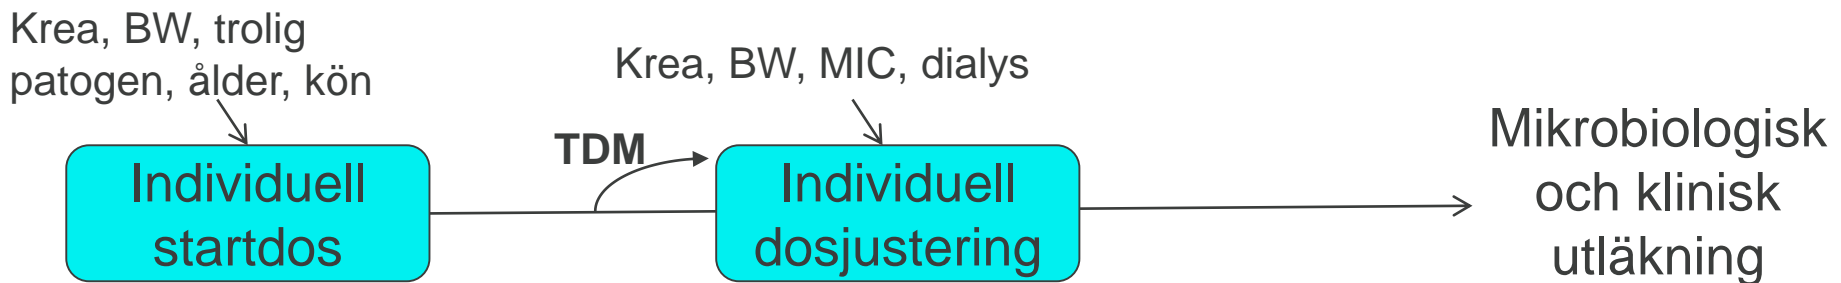 Krea, BW, trolig
patogen, ålder, kön
Krea, BW, MIC, dialys
TDM
Individuell
startdos
Individuell
dosjustering
Mikrobiologisk
och klinisk
utläkning